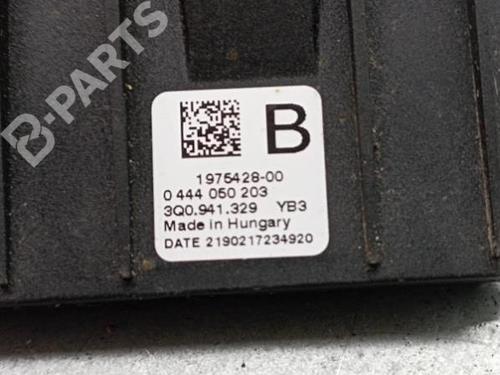 B-PARTS
B
1975428-00
0 444 050 203
3Q0.941.329 YB3
Made in Hungary
DATE 2190217234920